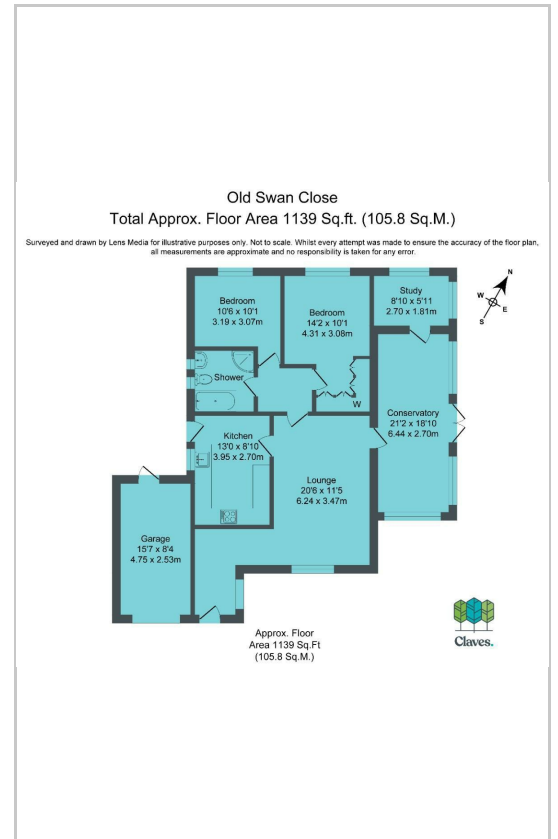 Old Swan Close
Total Approx. Floor Area 1139 Sq.ft. (105.8 Sq.M.)
Surveyed and drawn by Lens Media for illustrative purposes only. Not to scale. Whilst every attempt was made to ensure the accuracy of the floor plan,
all measurements are approximate and no responsibility is taken for any error.
N
W
E
S
Study
8'10 x 5'11
2.70 x 1.81m
Bedroom
10'6 x 10'1
3.19 x 3.07m
Bedroom
14'2 x 10'1
4.31 x 3.08m
Shower
W
Conservatory
21'2 x 18'10
6.44 x 2.70m
Kitchen
13'0 x 8'10
3.95 x 2.70m
Lounge
20'6 x 11'5
6.24 x 3.47m
Garage
15'7 x 8'4
4.75 x 2.53m
Approx. Floor
Area 1139 Sq.Ft
(105.8 Sq.M.)
Claves.